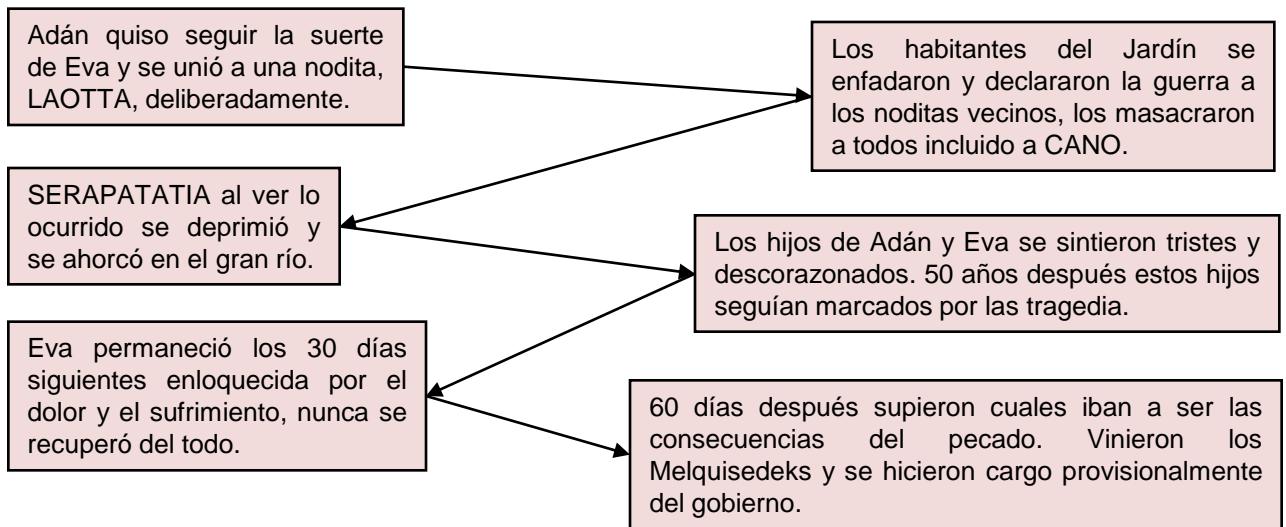 Adán quiso seguir la suerte
de Eva y se unió a una nodita,
LAOTTA, deliberadamente.
Los habitantes del Jardín se
enfadaron y declararon la guerra a
los noditas vecinos, los masacraron
a todos incluido a CANO.
SERAPATATIA al ver lo
ocurrido se deprimió y
se ahorcó en el gran río.
Los hijos de Adán y Eva se sintieron tristes y
descorazonados. 50 años después estos hijos
seguían marcados por las tragedia.
Eva permaneció los 30 días
siguientes enloquecida por el
dolor y el sufrimiento, nunca se
recuperó del todo.
60 días después supieron cuales iban a ser las
consecuencias del pecado. Vinieron los
Melquisedeks y se hicieron cargo provisionalmente
del gobierno.